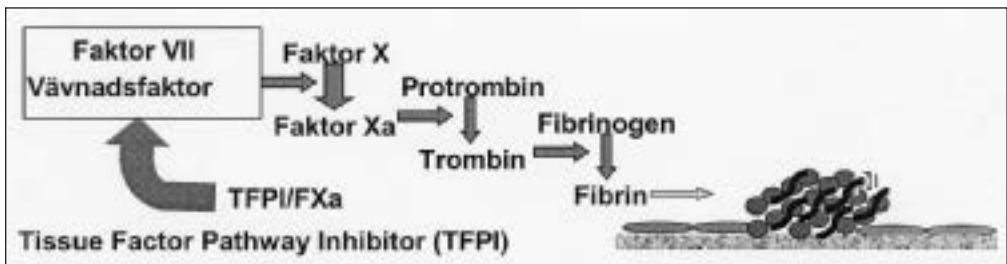 Faktor VII
Vävnadsfaktor
Faktor X
Faktor Xa
Protrombin
Trombin
Fibrinogen
Fibrin
TFPI/FXa
Tissue Factor Pathway Inhibitor (TFPI)